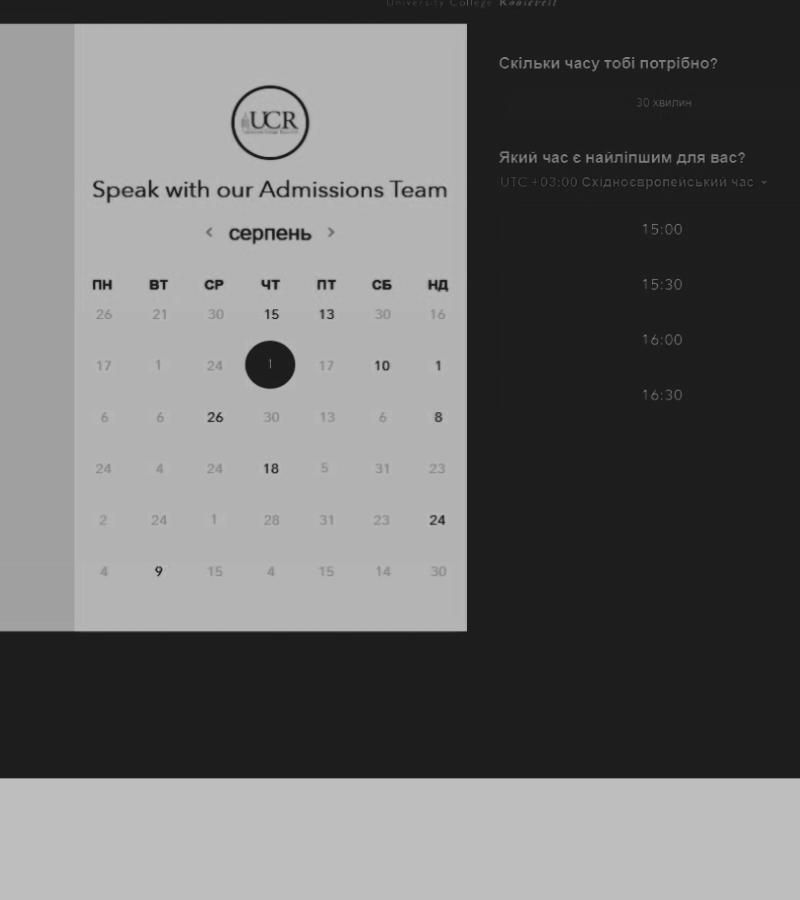 University College Roosevelt
UCR
Speak with our Admissions Team
серпень
ПН ВТ СР ЧТ ПТ СБ НД
26 21 30 15 13 30 16
17 1 24 1 17 10 1
6 6 26 30 13 6 8
24 4 24 18 5 31 23
2 24 1 28 31 23 24
4 9 15 4 15 14 30
Скільки часу тобі потрібно?
30 хвилин
Який час є найліпшим для вас?
UTC +03:00 Східноєвропейський час
15:00
15:30
16:00
16:30